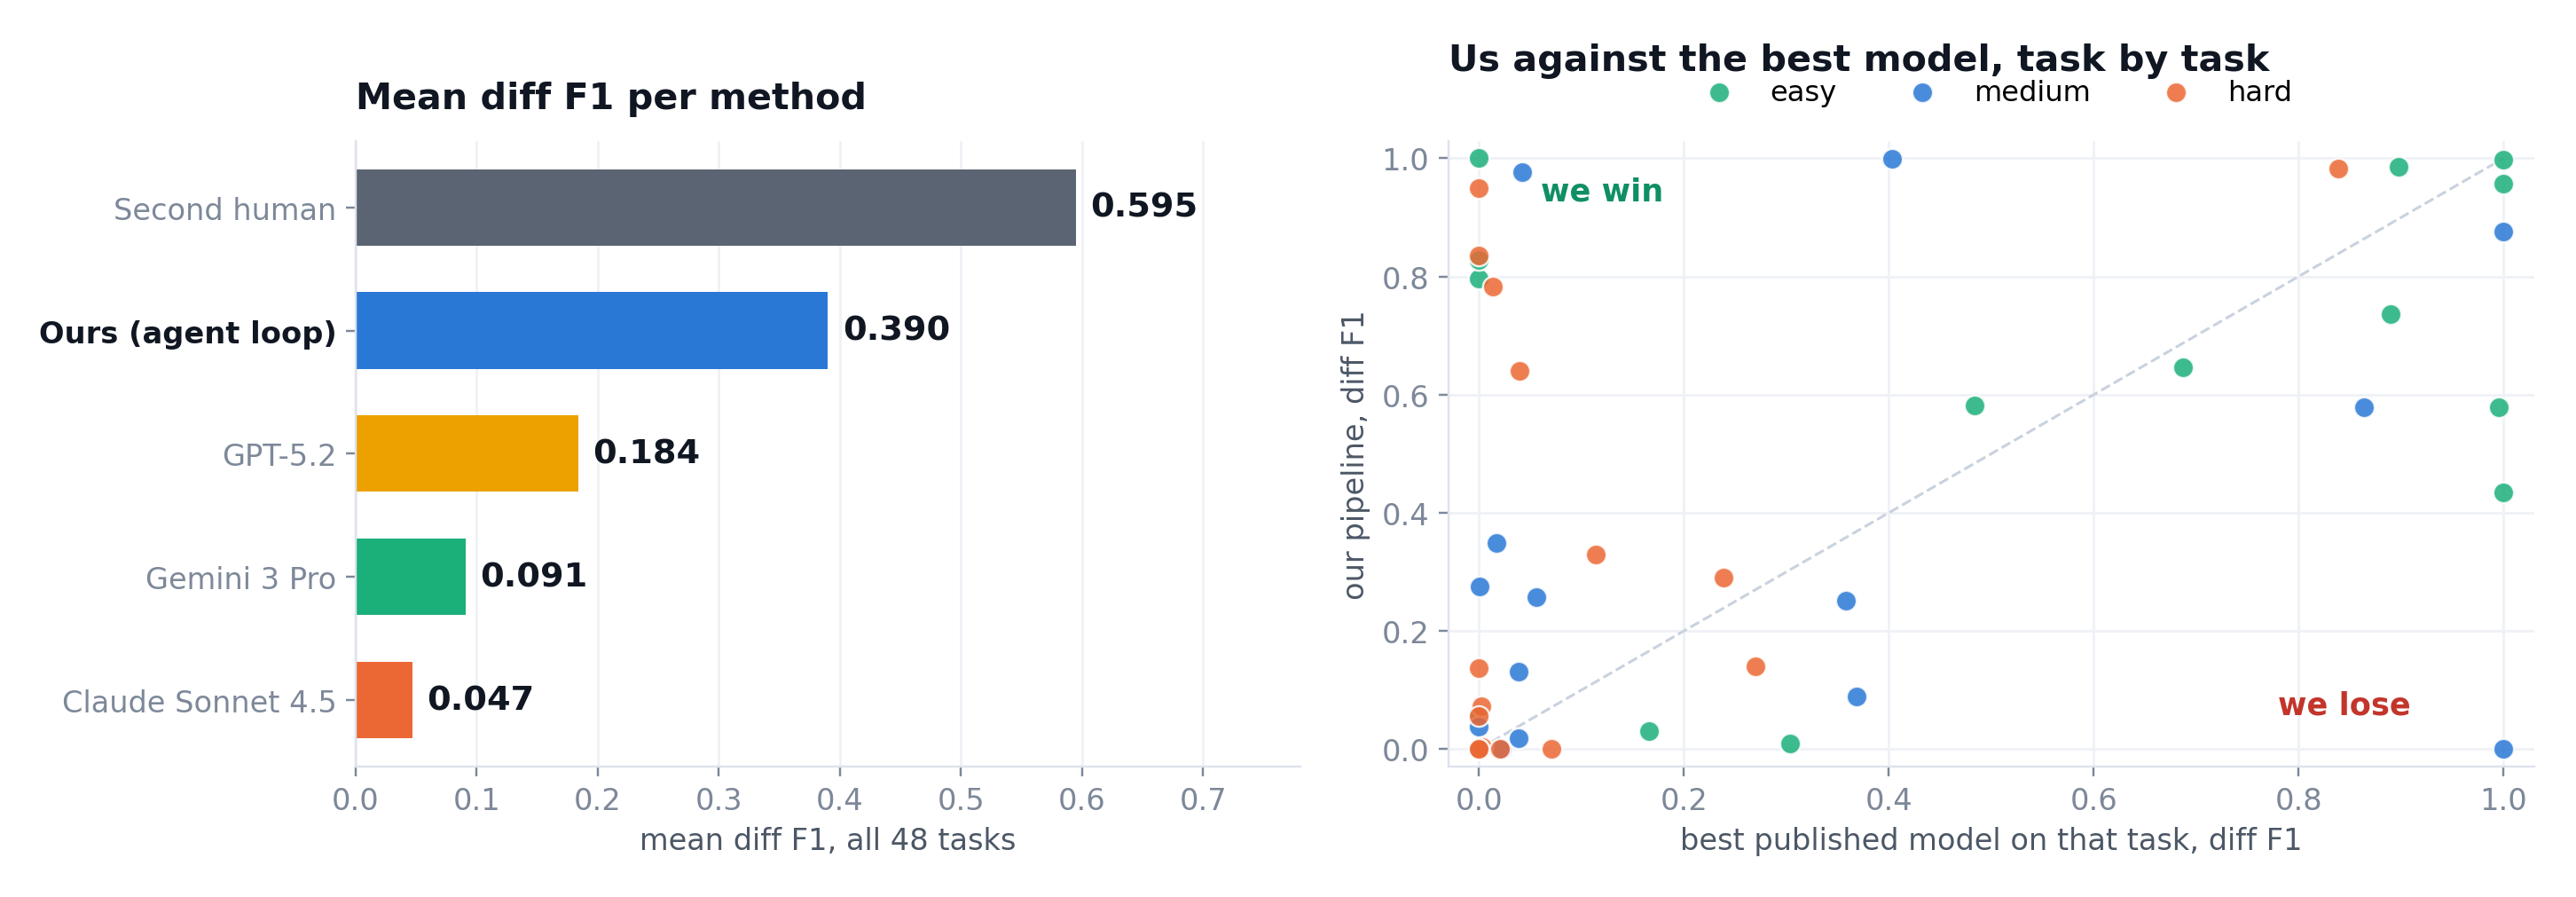 Mean diff F1 per method
Second human
0.595
Ours (agent loop)
0.390
GPT-5.2
0.184
Gemini 3 Pro
0.091
Claude Sonnet 4.5
0.047
0.0 0.1 0.2 0.3 0.4 0.5 0.6 0.7
mean diff F1, all 48 tasks
Us against the best model, task by task
easy medium hard
our pipeline, diff F1
1.0
0.8
0.6
0.4
0.2
0.0
we win
we lose
0.0 0.2 0.4 0.6 0.8 1.0
best published model on that task, diff F1